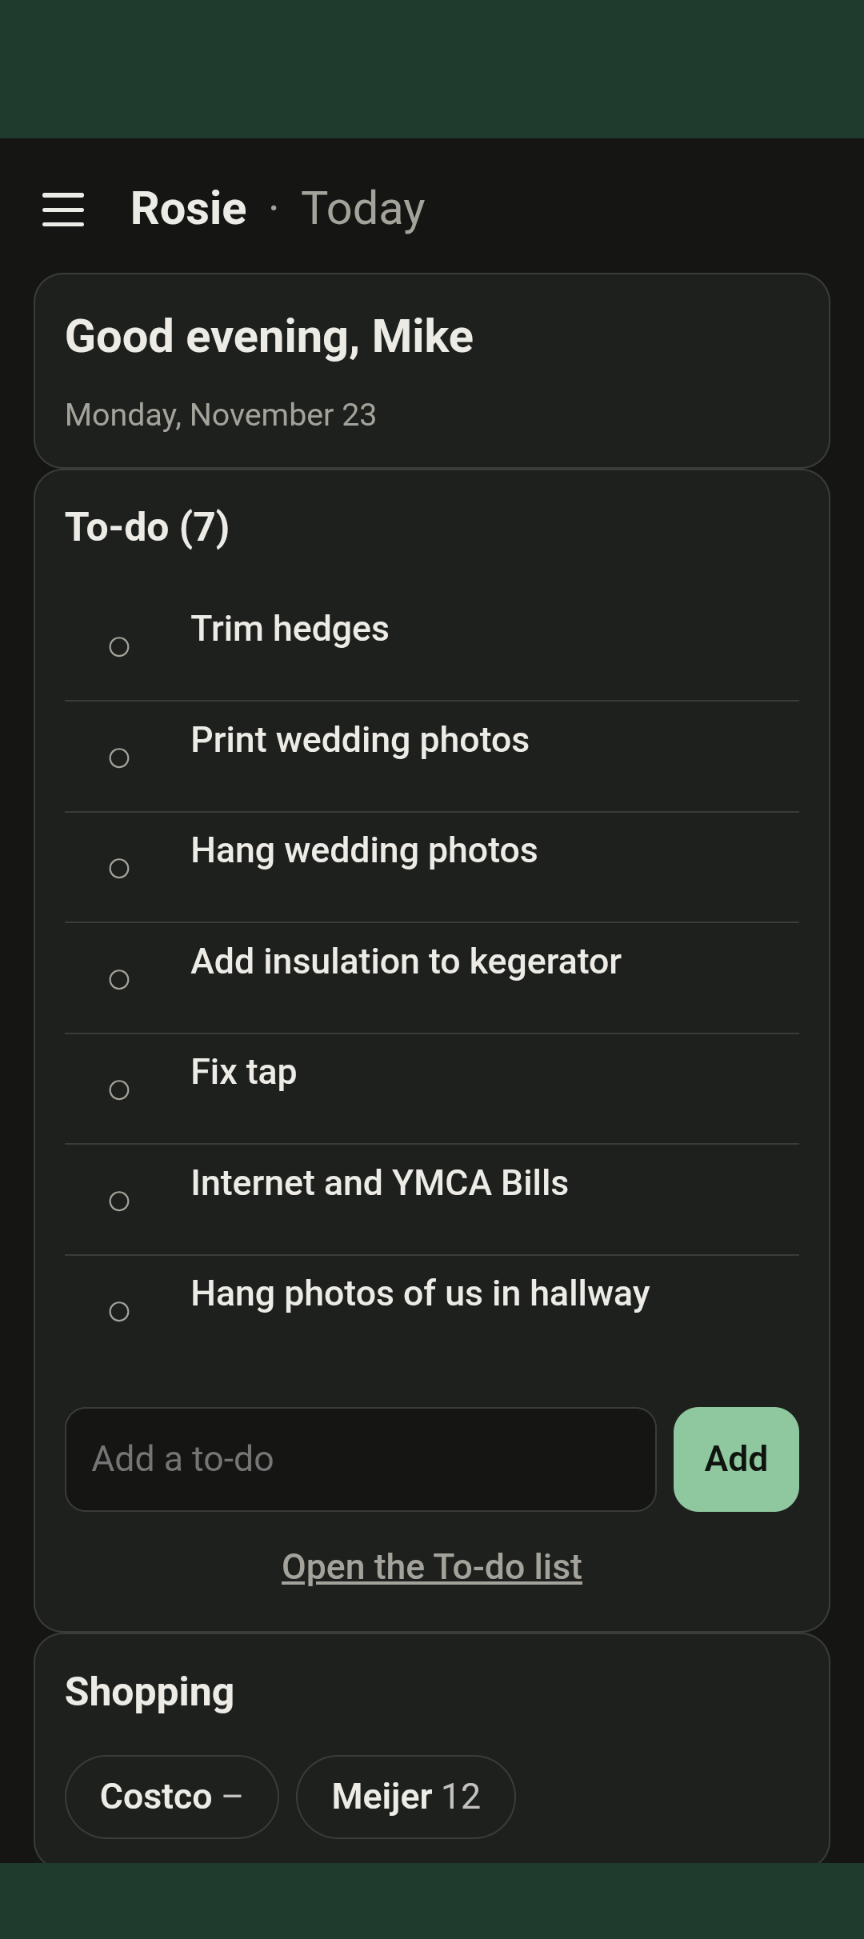 Rosie · Today
Good evening, Mike
Monday, November 23
To-do (7)
Trim hedges
Print wedding photos
Hang wedding photos
Add insulation to kegerator
Fix tap
Internet and YMCA Bills
Hang photos of us in hallway
Add a to-do
Add
Open the To-do list
Shopping
Costco –
Meijer 12